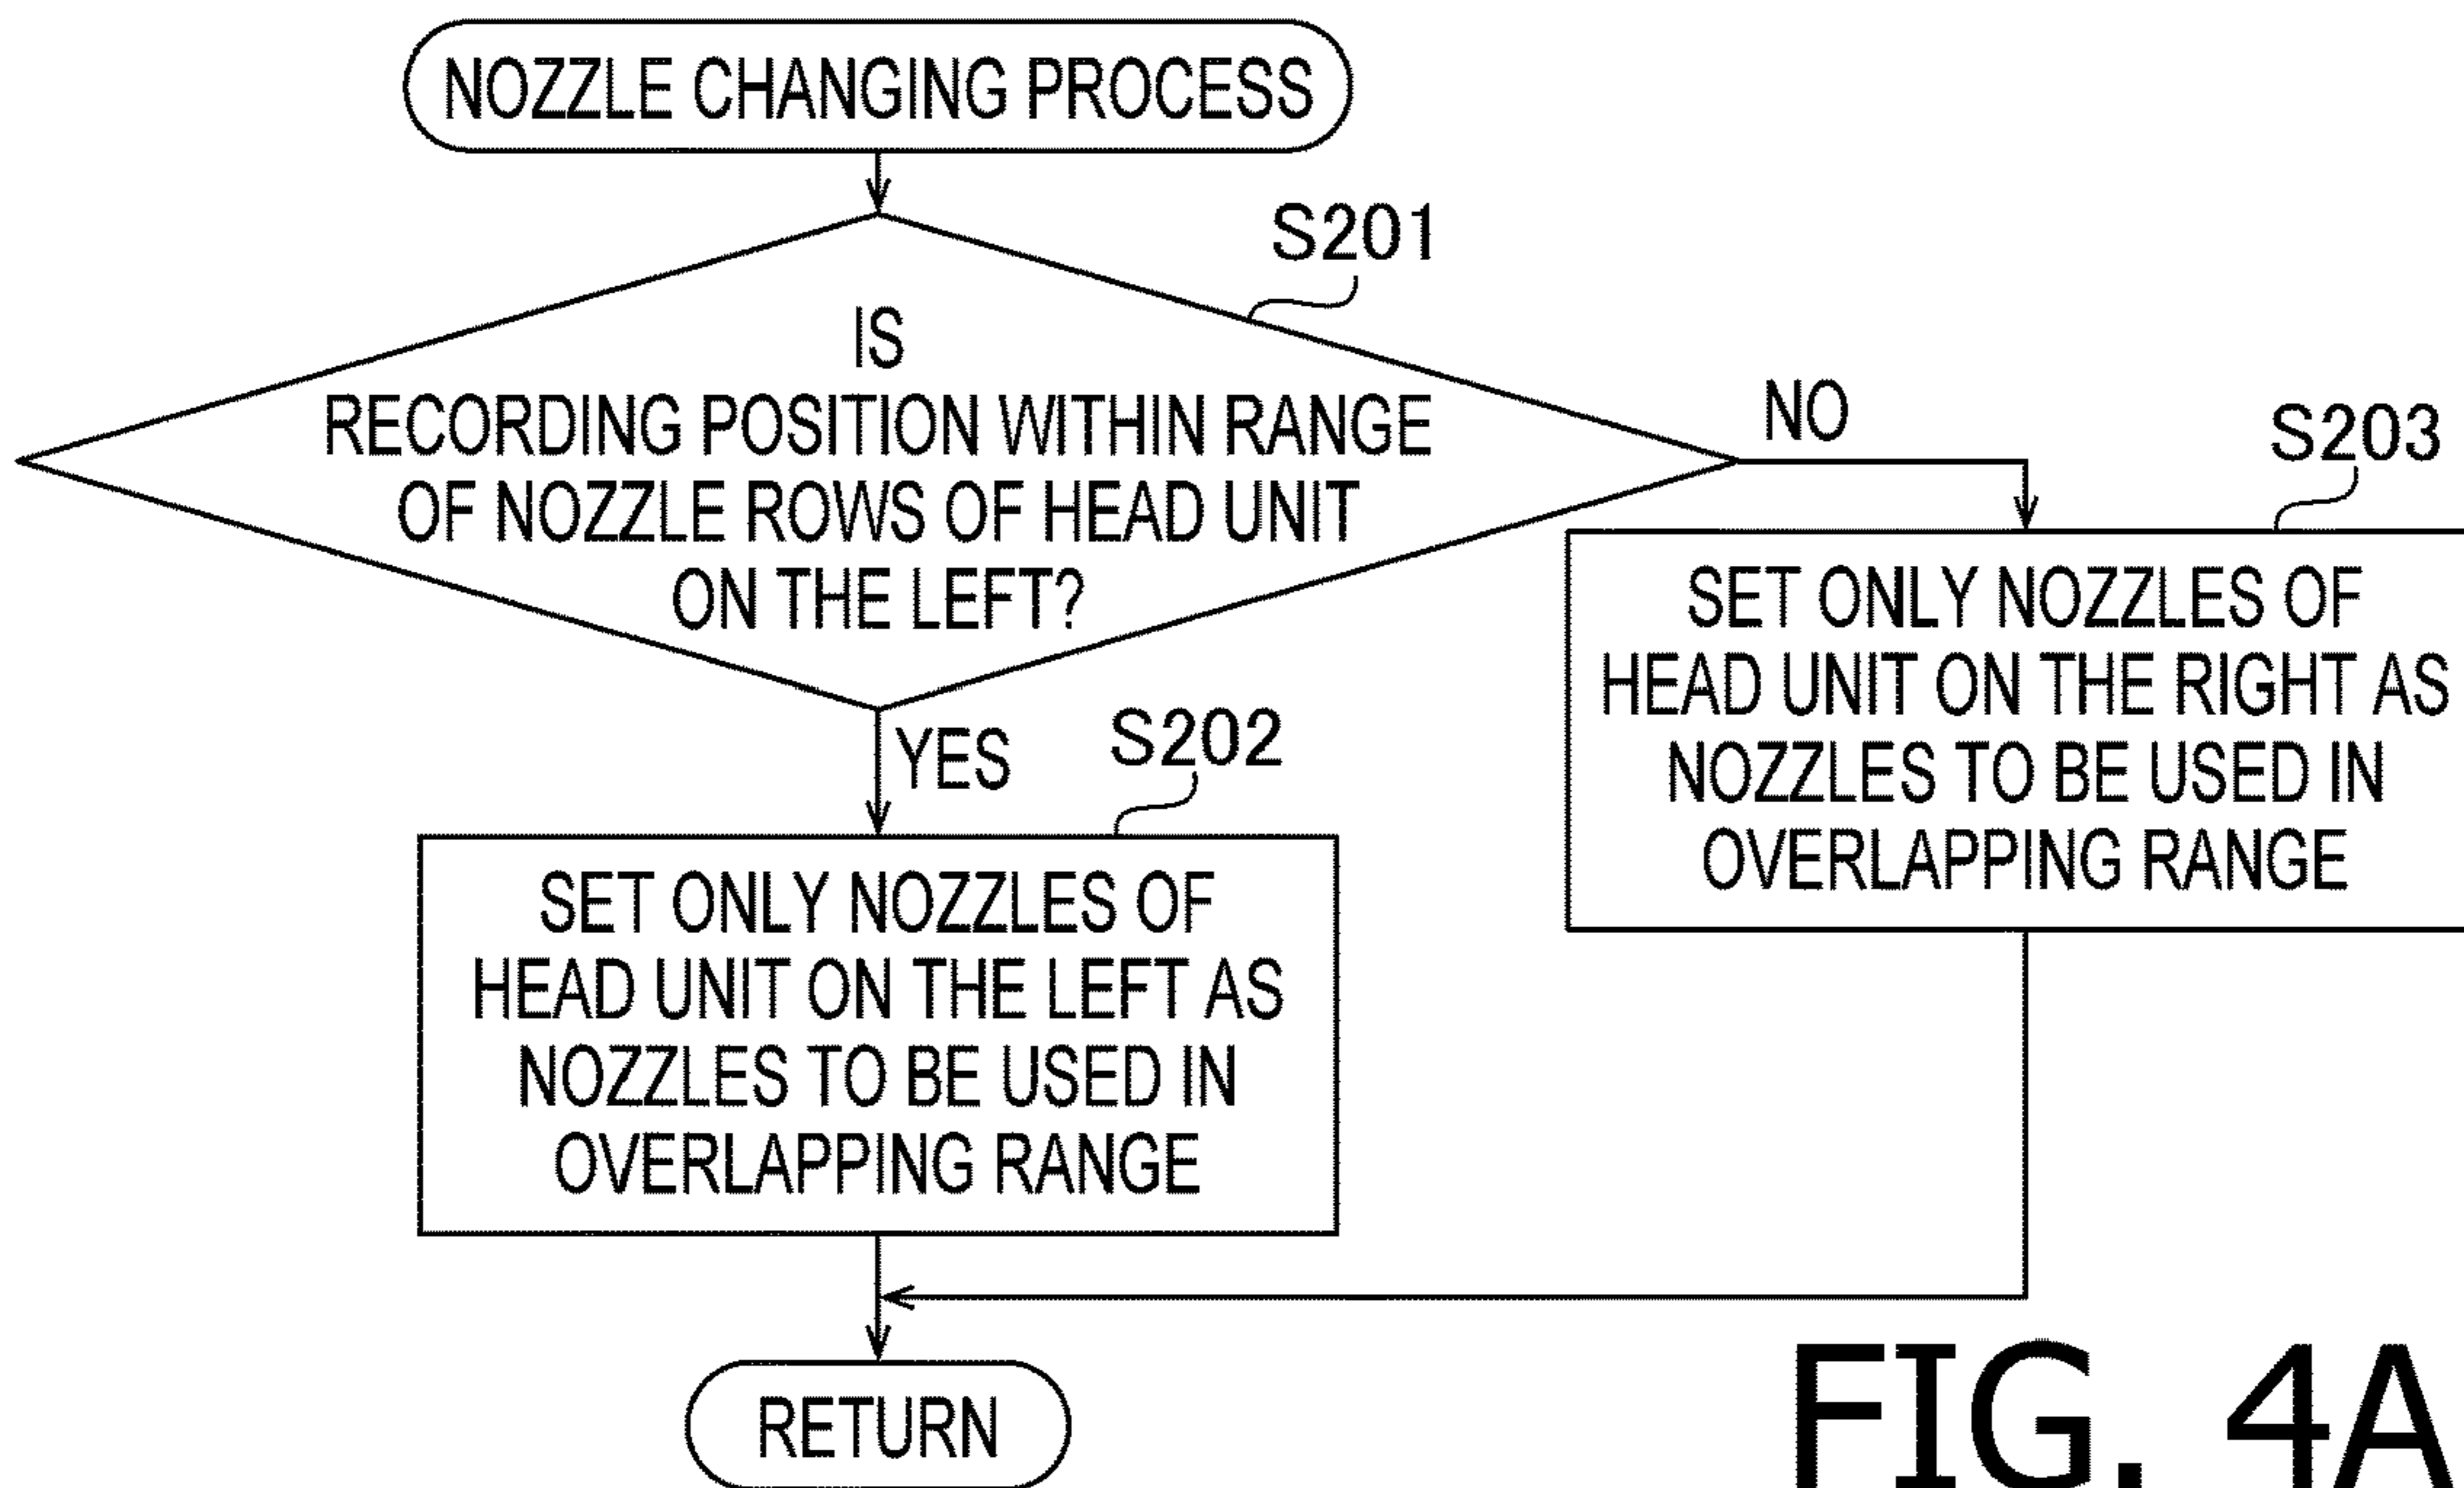 NOZZLE CHANGING PROCESS
S201
IS
RECORDING POSITION WITHIN RANGE
OF NOZZLE ROWS OF HEAD UNIT
ON THE LEFT?
NO
S203
SET ONLY NOZZLES OF
HEAD UNIT ON THE RIGHT AS
NOZZLES TO BE USED IN
OVERLAPPING RANGE
YES
S202
SET ONLY NOZZLES OF
HEAD UNIT ON THE LEFT AS
NOZZLES TO BE USED IN
OVERLAPPING RANGE
RETURN
FIG. 4A